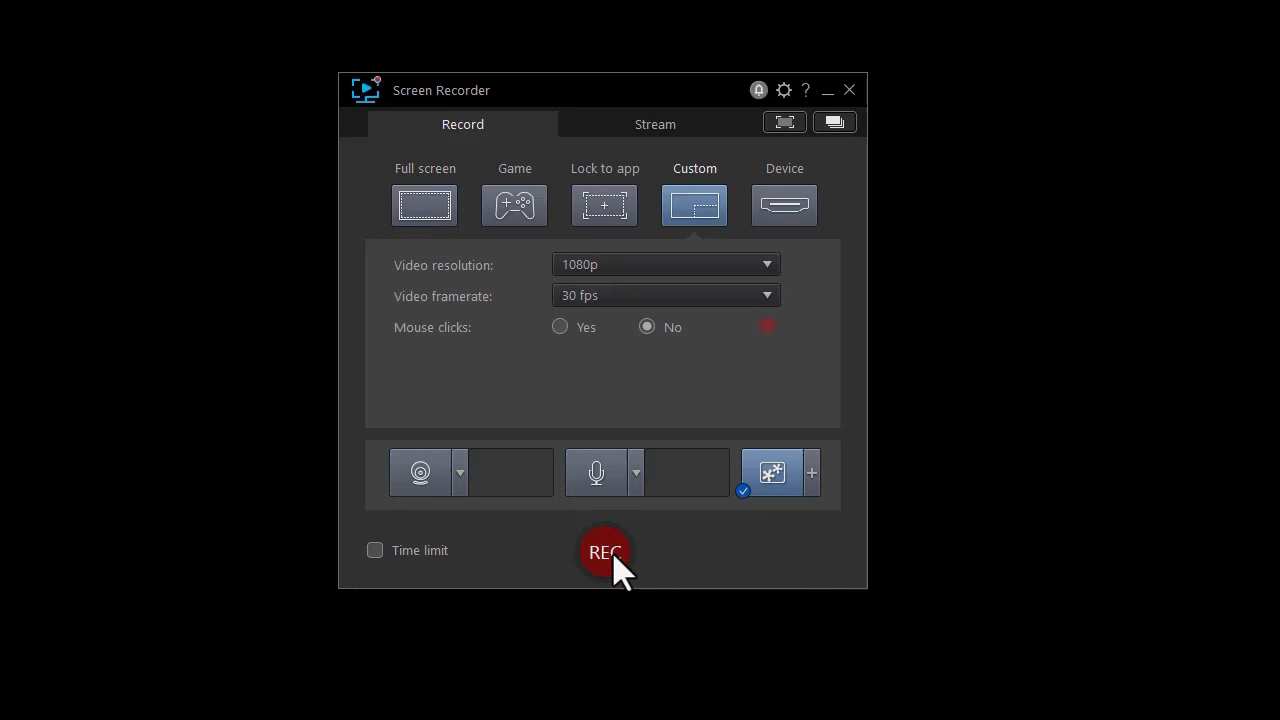 Screen Recorder
?
Record
Stream
Full screen
Game
Lock to app
Custom
Device
Video resolution:
1080p
Video framerate:
30 fps
Mouse clicks:
Yes
No
Time limit
REC